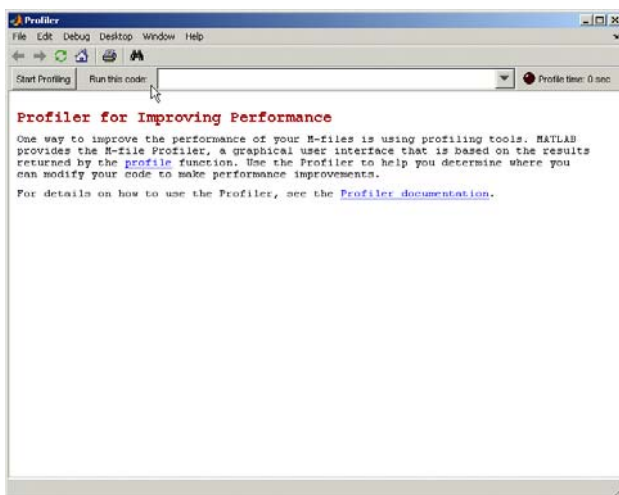 Profiler
File Edit Debug Desktop Window Help
Start Profiling Run this code: Profile time: 0 sec
Profiler for Improving Performance
One way to improve the performance of your M-files is using profiling tools. MATLAB
provides the M-file Profiler, a graphical user interface that is based on the results
returned by the profile function. Use the Profiler to help you determine where you
can modify your code to make performance improvements.
For details on how to use the Profiler, see the Profiler documentation.